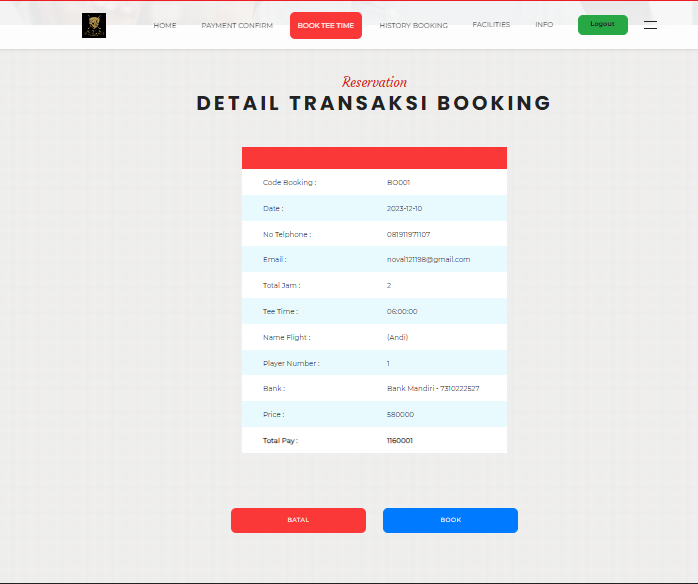 HOME PAYMENT CONFIRM BOOK TEE TIME HISTORY BOOKING FACILITIES INFO Logout
Reservation
DETAIL TRANSAKSI BOOKING
Code Booking : BO001
Date : 2023-12-10
No Telphone : 081911971107
Email : noval121198@gmail.com
Total Jam : 2
Tee Time : 06:00:00
Name Flight : (Andi)
Player Number : 1
Bank : Bank Mandiri - 7310222527
Price : 580000
Total Pay : 1160001
BATAL BOOK